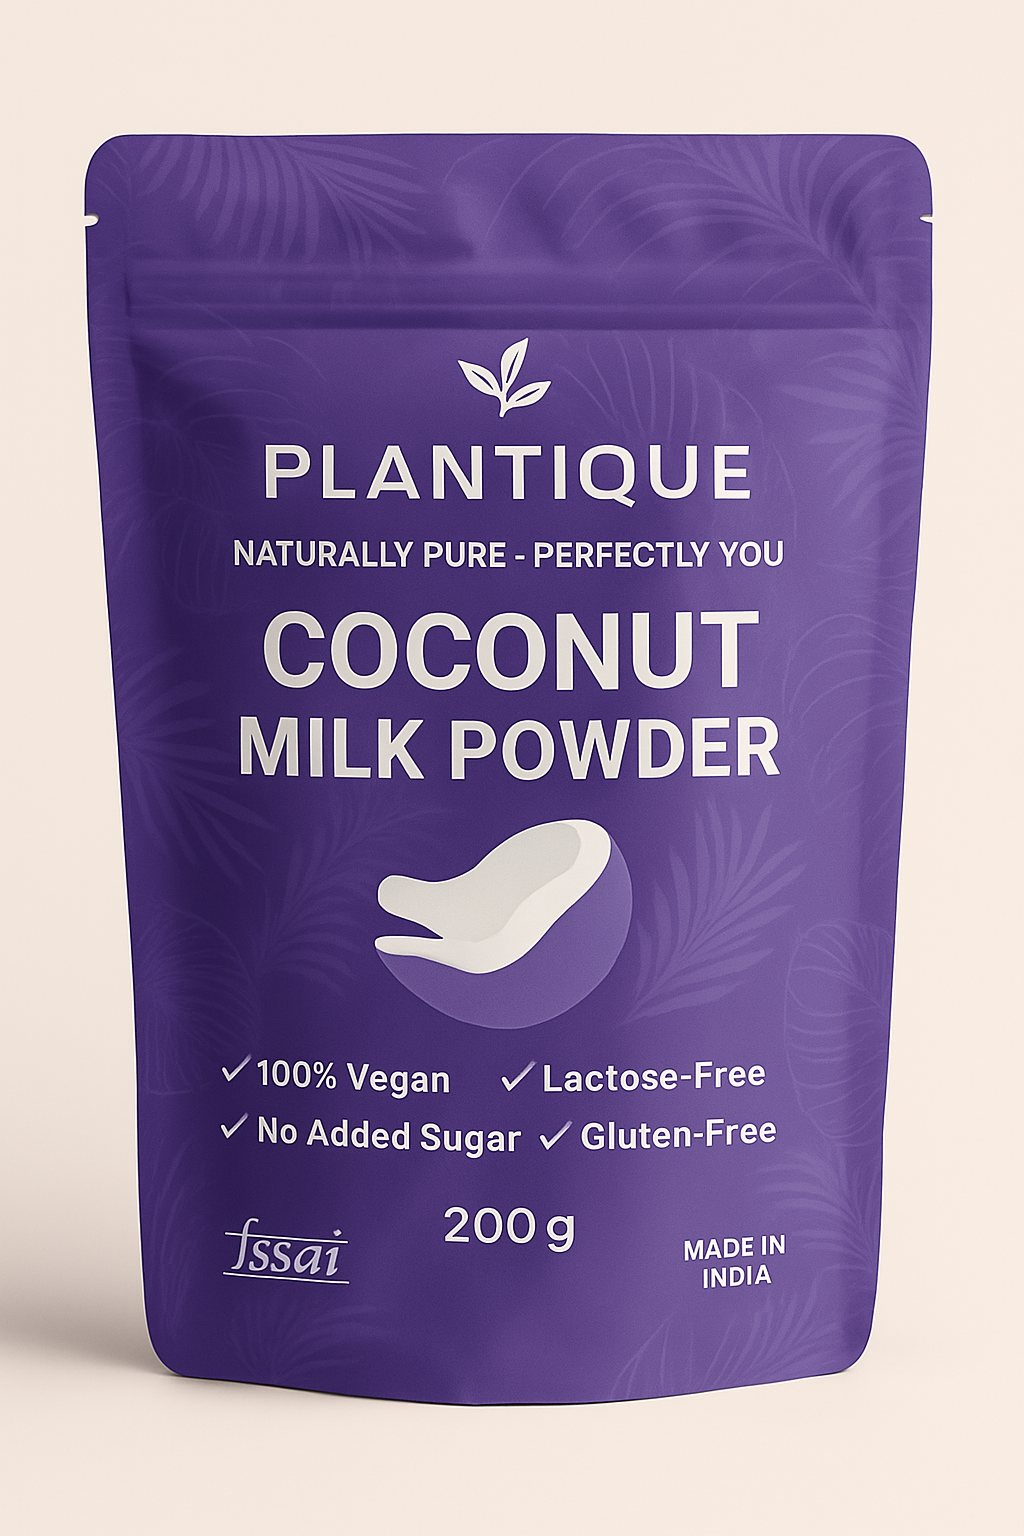 PLANTIQUE
NATURALLY PURE - PERFECTLY YOU
COCONUT
MILK POWDER
✓ 100% Vegan ✓ Lactose-Free
✓ No Added Sugar ✓ Gluten-Free
200 g
fssai
MADE IN
INDIA